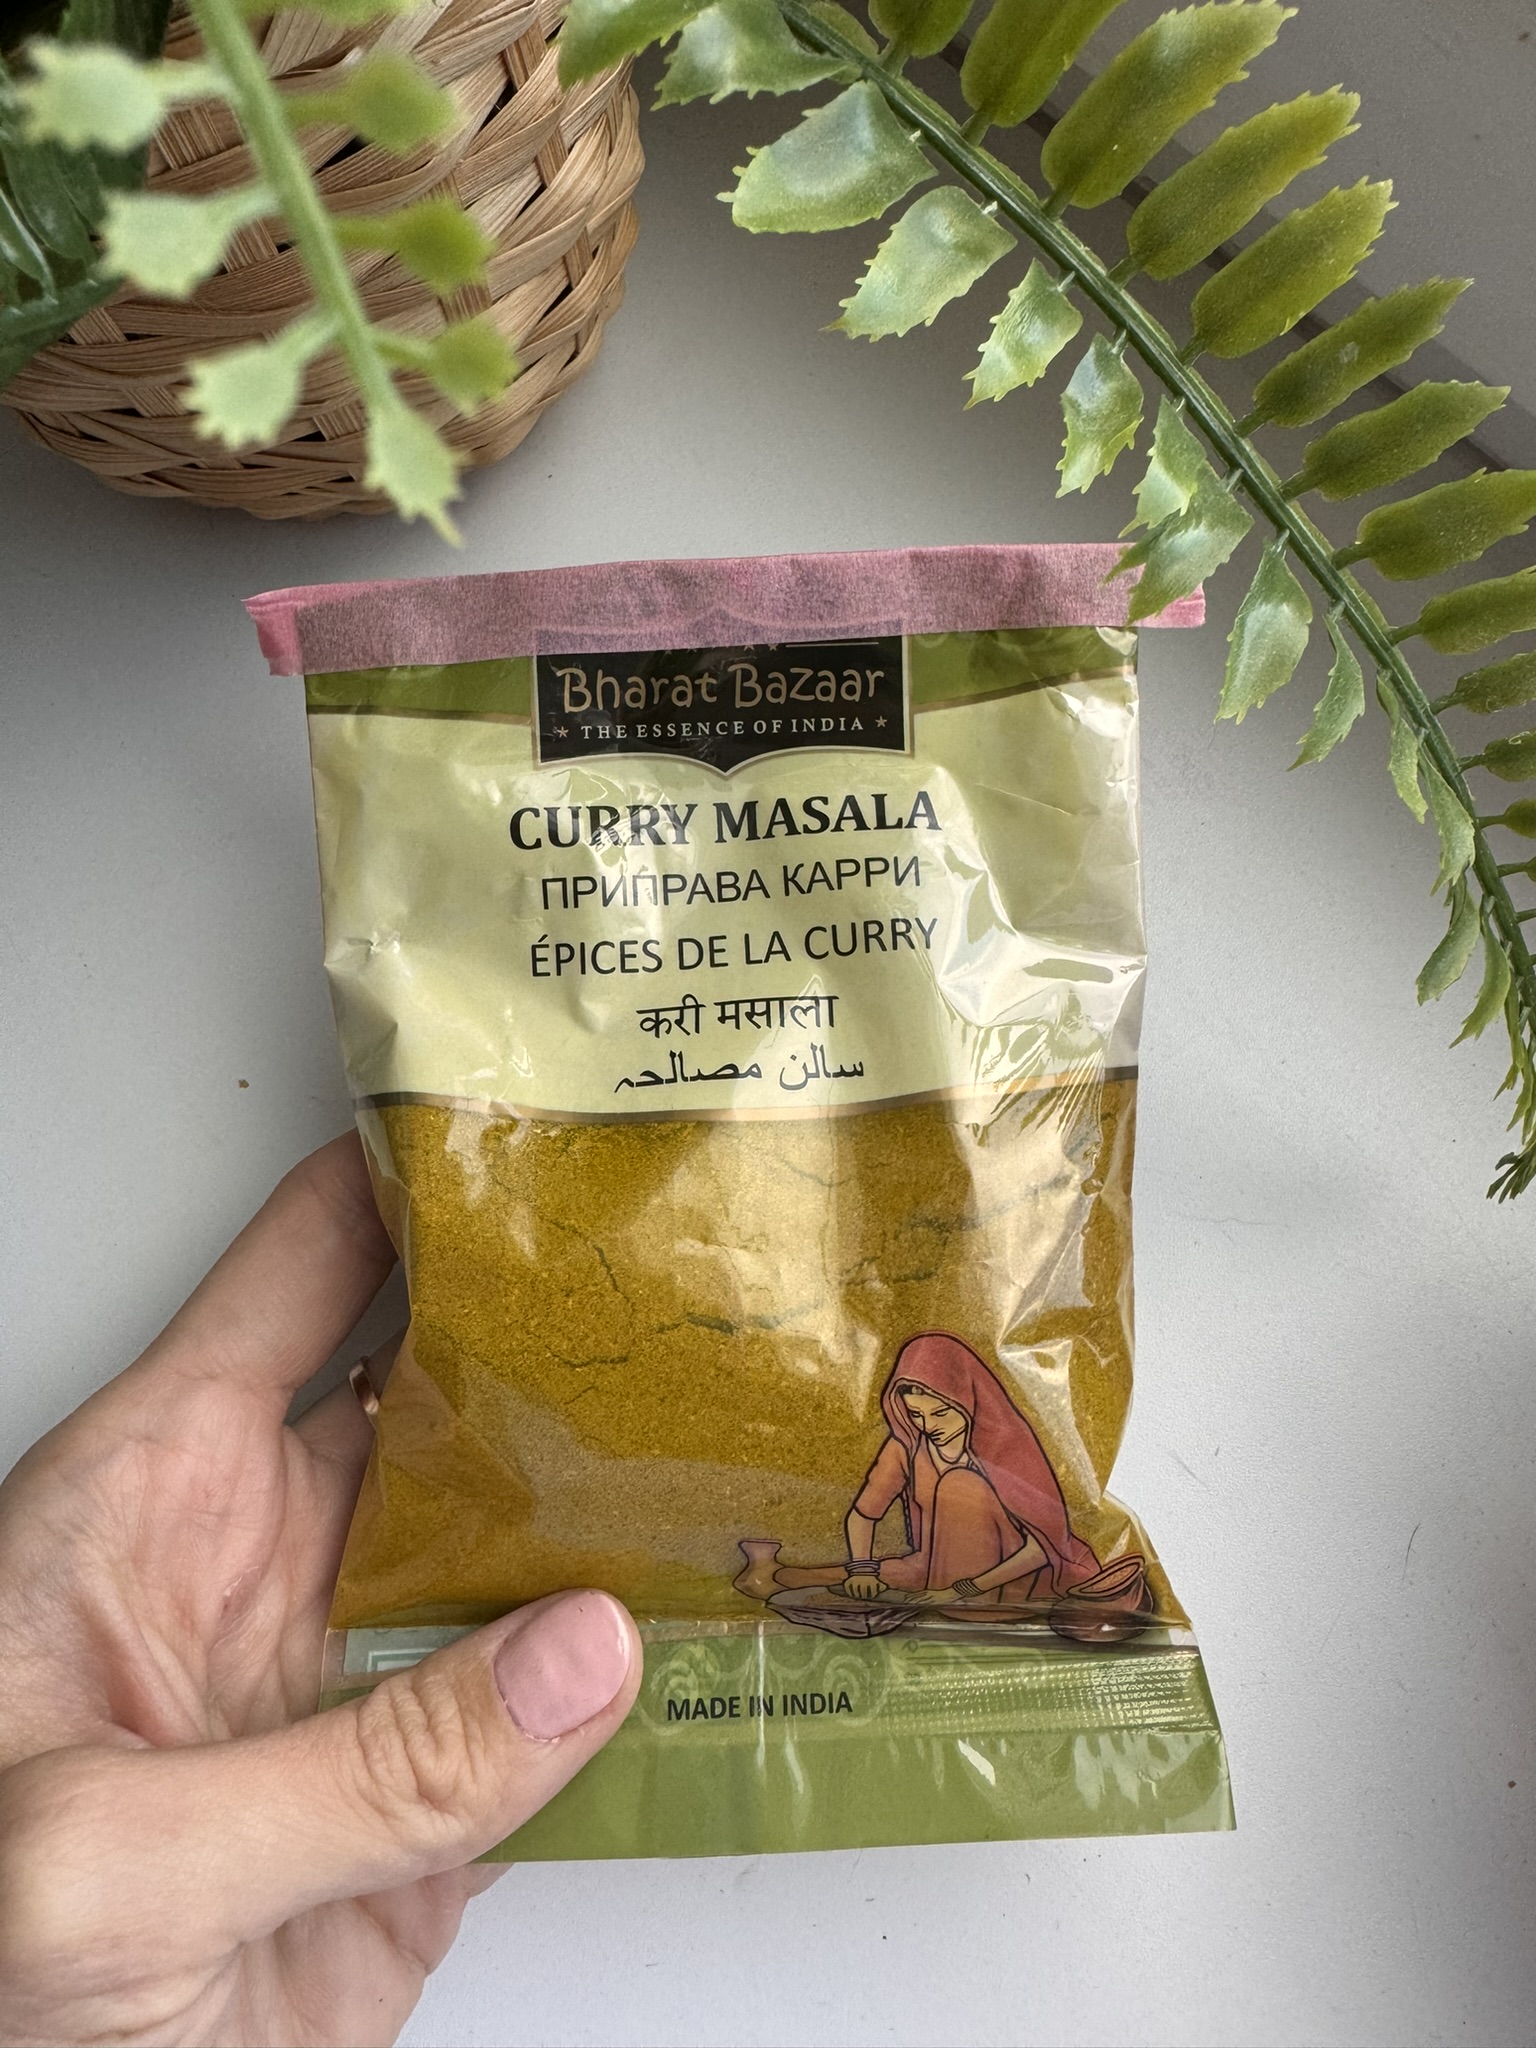 Bharat Bazaar
★ THE ESSENCE OF INDIA ★
CURRY MASALA
ПРИПРАВА КАРРИ
ÉPICES DE LA CURRY
करी मसाला
سالن مصالحہ
MADE IN INDIA